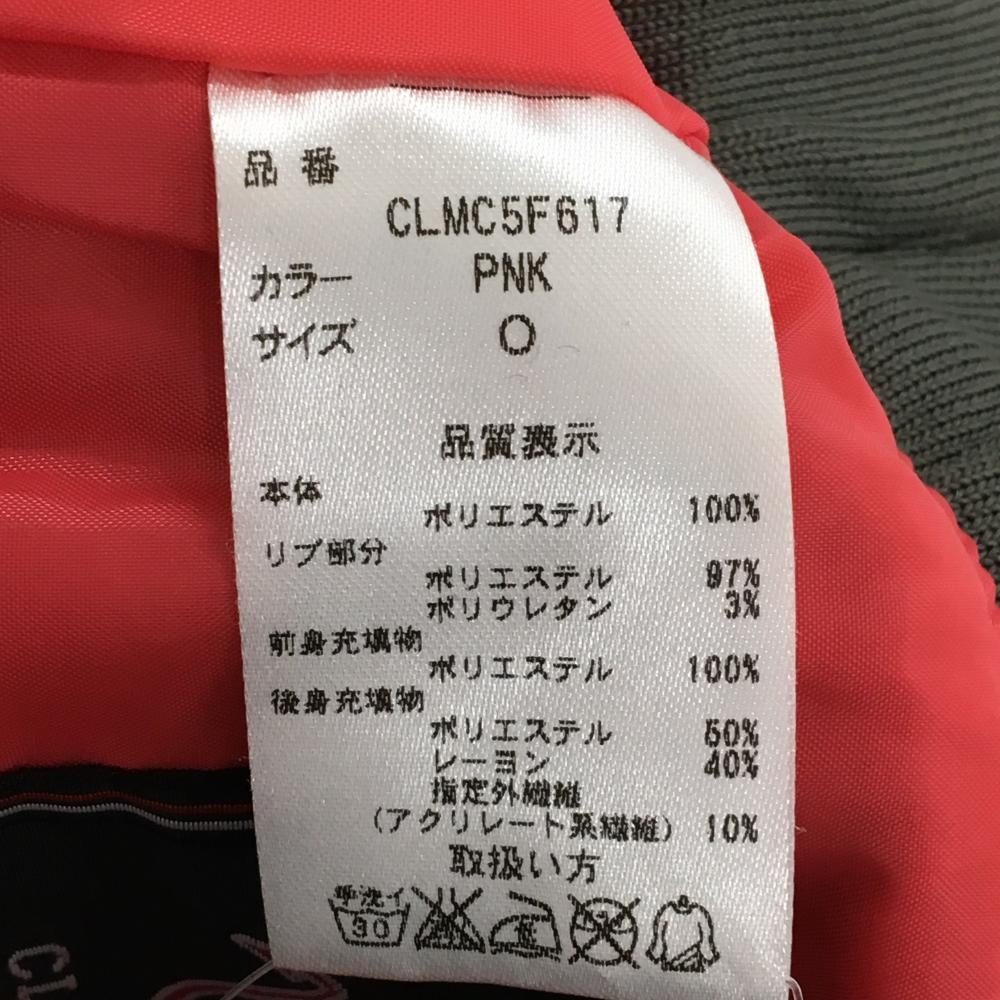 品番
CLMC5F617
カラー PNK
サイズ O
品質表示
本体
ポリエステル 100%
リブ部分
ポリエステル 97%
ポリウレタン 3%
前身充填物
ポリエステル 100%
後身充填物
ポリエステル 50%
レーヨン 40%
指定外繊維
(アクリレート系繊維) 10%
取扱い方
手洗イ
30
低
CL